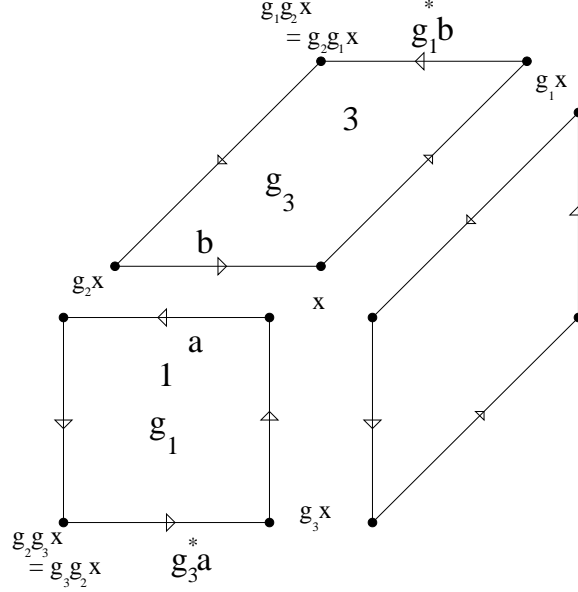 g₁g₂x
= g₂g₁x
g₁*b
g₁x
3
g₃
b
g₂x
x
a
1
g₁
g₃x
g₂g₃x
= g₃g₂x
g₃*a